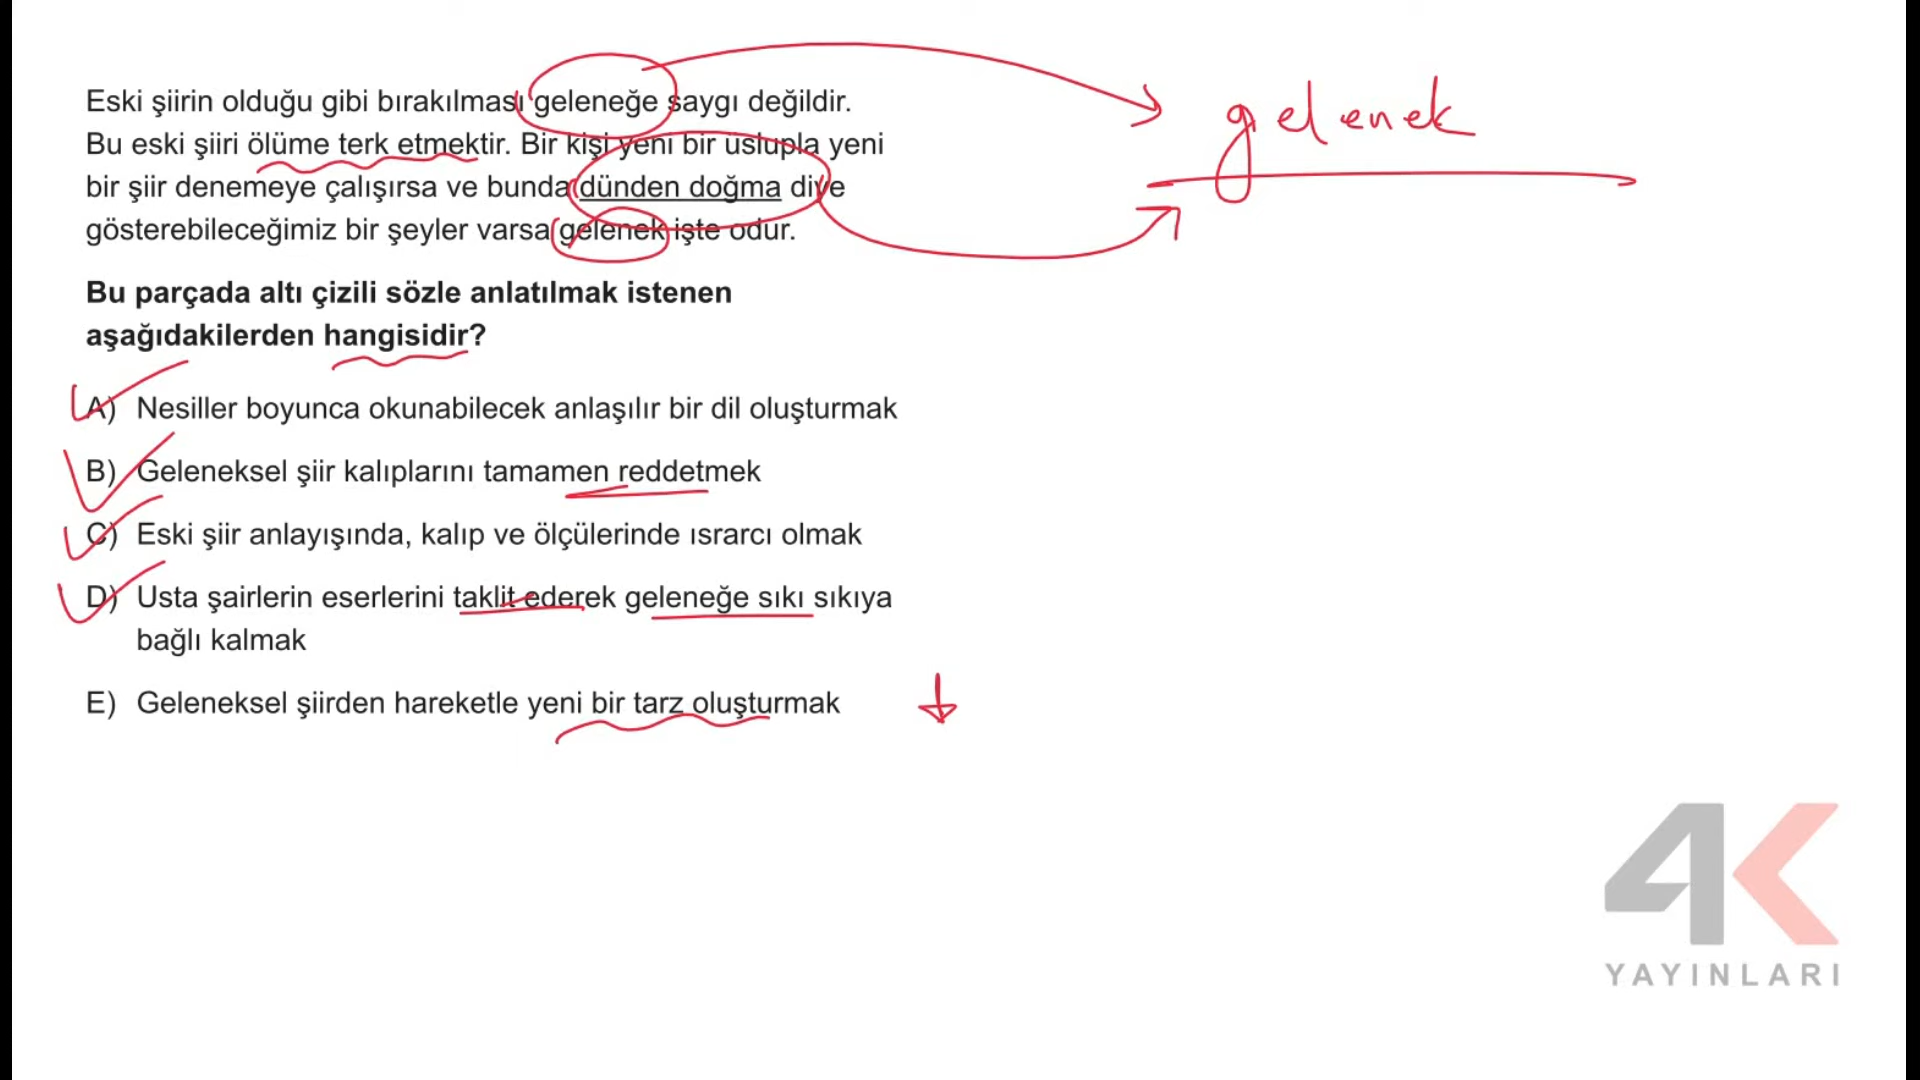 Eski şiirin olduğu gibi bırakılması geleneğe saygı değildir.
Bu eski şiiri ölüme terk etmektir. Bir kişi yeni bir üslupla yeni
bir şiir denemeye çalışırsa ve bunda dünden doğma diye
gösterebileceğimiz bir şeyler varsa gelenek işte odur.
gelenek
Bu parçada altı çizili sözle anlatılmak istenen
aşağıdakilerden hangisidir?
A) Nesiller boyunca okunabilecek anlaşılır bir dil oluşturmak
B) Geleneksel şiir kalıplarını tamamen reddetmek
C) Eski şiir anlayışında, kalıp ve ölçülerinde ısrarcı olmak
D) Usta şairlerin eserlerini taklit ederek geleneğe sıkı sıkıya
bağlı kalmak
E) Geleneksel şiirden hareketle yeni bir tarz oluşturmak
4K
YAYINLARI